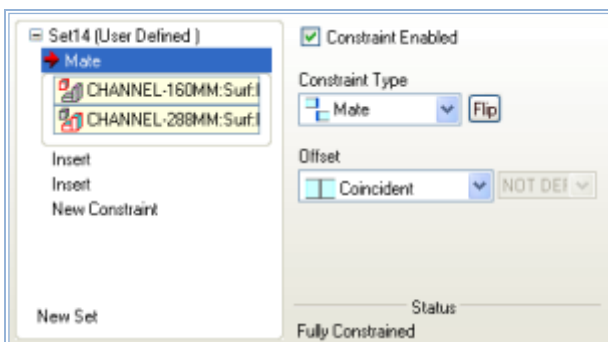 Set14 (User Defined )
Mate
CHANNEL-160MM:Surf:
CHANNEL-288MM:Surf:
Insert
Insert
New Constraint
New Set
Constraint Enabled
Constraint Type
Mate
Flip
Offset
Coincident
NOT DEF
Status
Fully Constrained